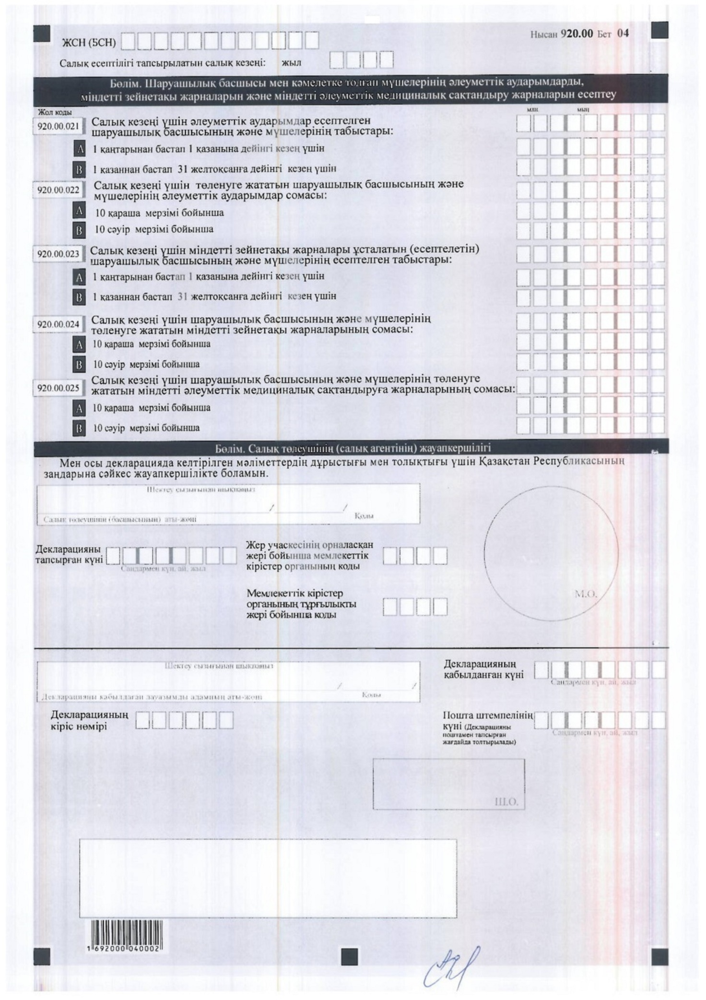 Нысан 920.00 Бет 04
ЖСН (БСН)
Салық есептілігі тапсырылатын салық кезеңі: жыл
Бөлім. Шаруашылық басшысы мен кәмелетке толған мүшелерінің әлеуметтік аударымдарды,
міндетті зейнетақы жарналарын және міндетті әлеуметтік медициналық сақтандыру жарналарын есептеу
Жол коды
млн. мың
920.00.021 Салық кезеңі үшін әлеуметтік аударымдар есептелген
шаруашылық басшысының және мүшелерінің табыстары:
A 1 қаңтарынан бастап 1 қазанына дейінгі кезең үшін
B 1 қазаннан бастап 31 желтоқсанға дейінгі кезең үшін
920.00.022 Салық кезеңі үшін төленуге жататын шаруашылық басшысының және
мүшелерінің әлеуметтік аударымдар сомасы:
A 10 қараша мерзімі бойынша
B 10 сәуір мерзімі бойынша
920.00.023 Салық кезеңі үшін міндетті зейнетақы жарналары ұсталатын (есептелетін)
шаруашылық басшысының және мүшелерінің есептелген табыстары:
A 1 қаңтарынан бастап 1 қазанына дейінгі кезең үшін
B 1 қазаннан бастап 31 желтоқсанға дейінгі кезең үшін
920.00.024 Салық кезеңі үшін шаруашылық басшысының және мүшелерінің
төленуге жататын міндетті зейнетақы жарналарының сомасы:
A 10 қараша мерзімі бойынша
B 10 сәуір мерзімі бойынша
920.00.025 Салық кезеңі үшін шаруашылық басшысының және мүшелерінің төленуге
жататын міндетті әлеуметтік медициналық сақтандыруға жарналарының сомасы:
A 10 қараша мерзімі бойынша
B 10 сәуір мерзімі бойынша
Бөлім. Салық төлеушінің (салық агентінің) жауапкершілігі
Мен осы декларацияда келтірілген мәліметтердің дұрыстығы мен толықтығы үшін Қазақстан Республикасының
заңдарына сәйкес жауапкершілікте боламын.
Шектеу сызығынан шықпаңыз
/ /
Салық төлеушінің (басшысының) аты-жөні Қолы
Декларацияны
тапсырған күні
Сандармен күн, ай, жыл
Жер учаскесінің орналасқан
жері бойынша мемлекеттік
кірістер органының коды
Мемлекеттік кірістер
органының тұрғылықты
жері бойынша коды
М.О.
Шектеу сызығынан шықпаңыз
/ /
Декларацияны қабылдаған лауазымды адамның аты-жөні Қолы
Декларацияның
қабылданған күні
Сандармен күн, ай, жыл
Декларацияның
кіріс нөмірі
Пошта штемпелінің
күні (Декларацияны
поштамен тапсырған
жағдайда толтырылады)
Сандармен күн, ай, жыл
Ш.О.
1 692000 040002